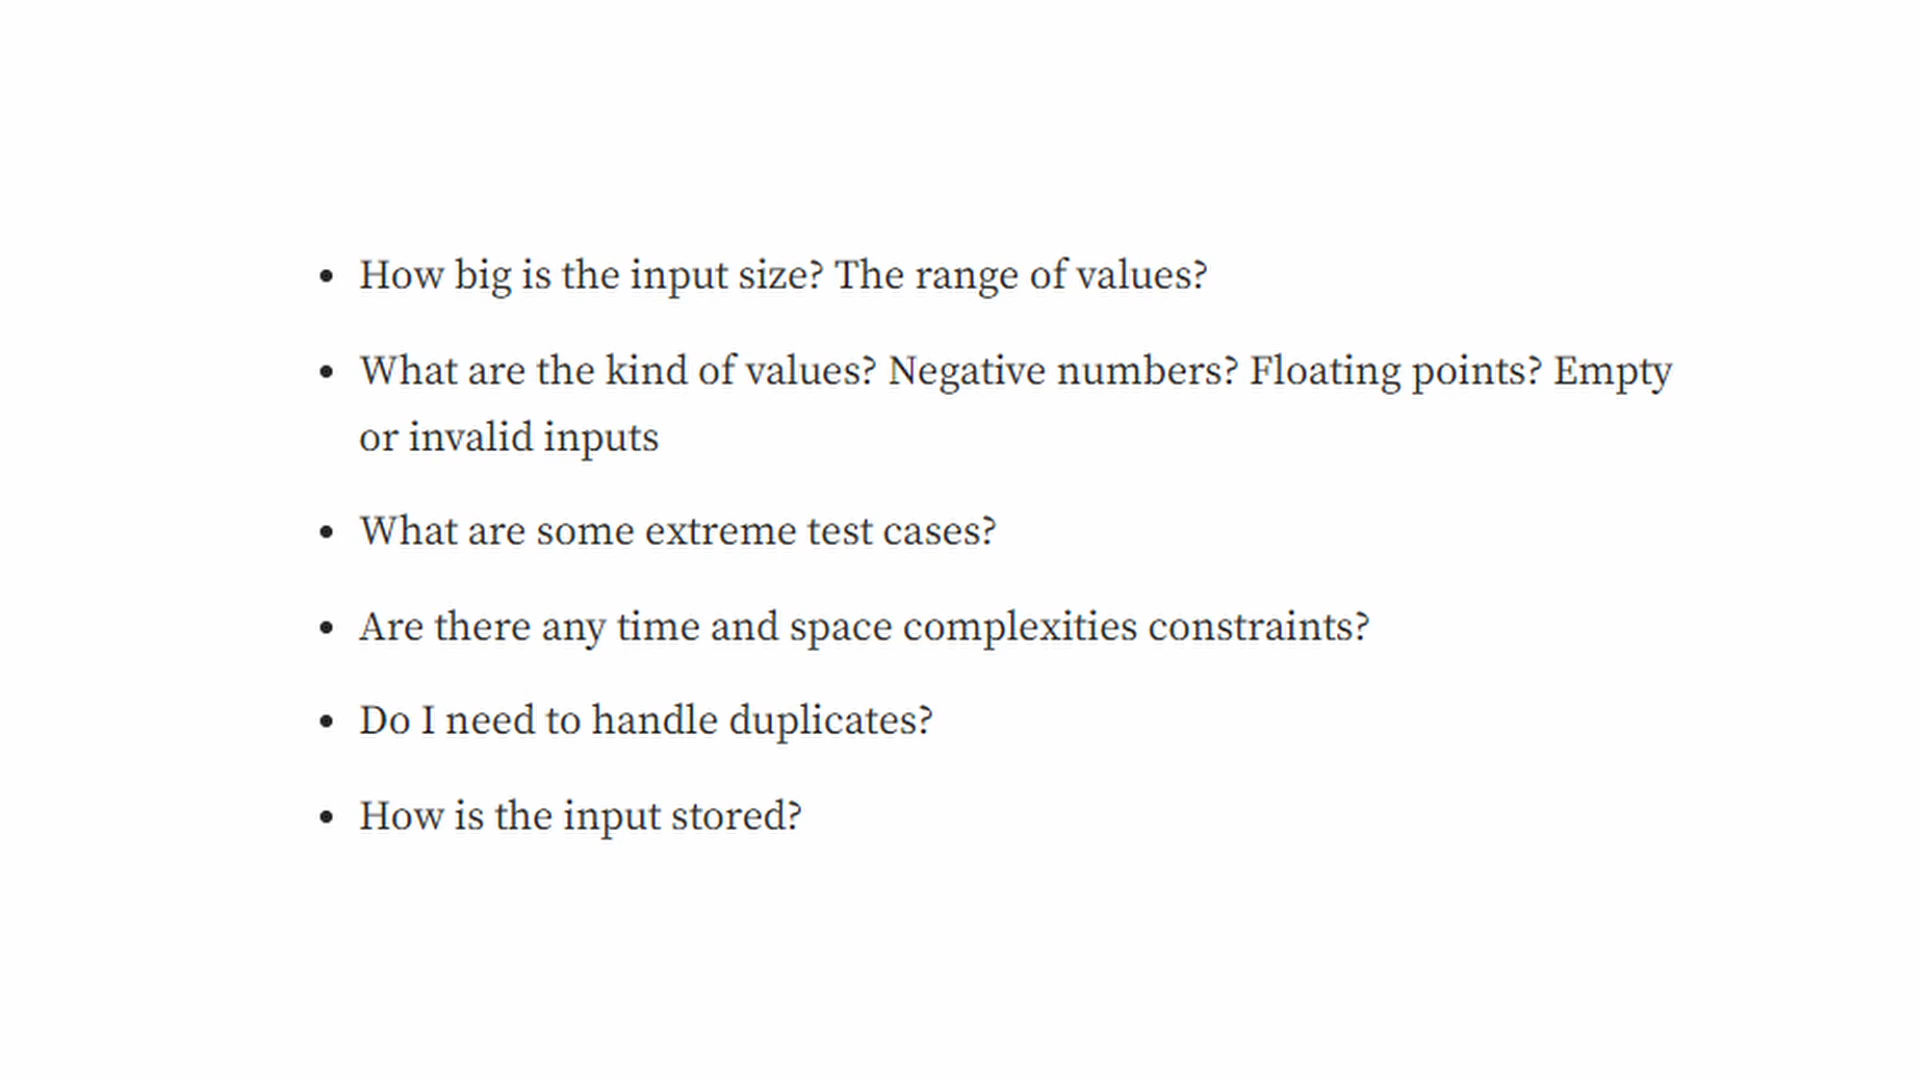 • How big is the input size? The range of values?
• What are the kind of values? Negative numbers? Floating points? Empty
or invalid inputs
• What are some extreme test cases?
• Are there any time and space complexities constraints?
• Do I need to handle duplicates?
• How is the input stored?